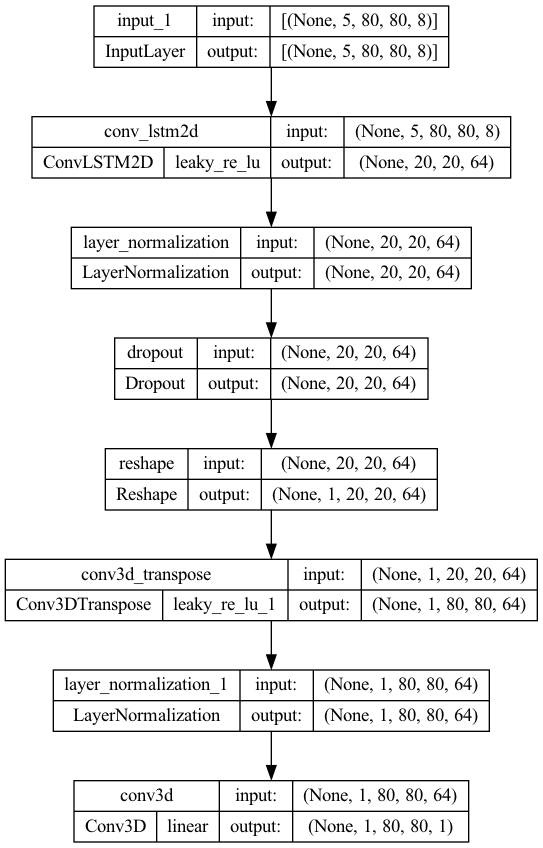 input_1 input: [(None, 5, 80, 80, 8)]
InputLayer output: [(None, 5, 80, 80, 8)]
conv_lstm2d input: (None, 5, 80, 80, 8)
ConvLSTM2D leaky_re_lu output: (None, 20, 20, 64)
layer_normalization input: (None, 20, 20, 64)
LayerNormalization output: (None, 20, 20, 64)
dropout input: (None, 20, 20, 64)
Dropout output: (None, 20, 20, 64)
reshape input: (None, 20, 20, 64)
Reshape output: (None, 1, 20, 20, 64)
conv3d_transpose input: (None, 1, 20, 20, 64)
Conv3DTranspose leaky_re_lu_1 output: (None, 1, 80, 80, 64)
layer_normalization_1 input: (None, 1, 80, 80, 64)
LayerNormalization output: (None, 1, 80, 80, 64)
conv3d input: (None, 1, 80, 80, 64)
Conv3D linear output: (None, 1, 80, 80, 1)